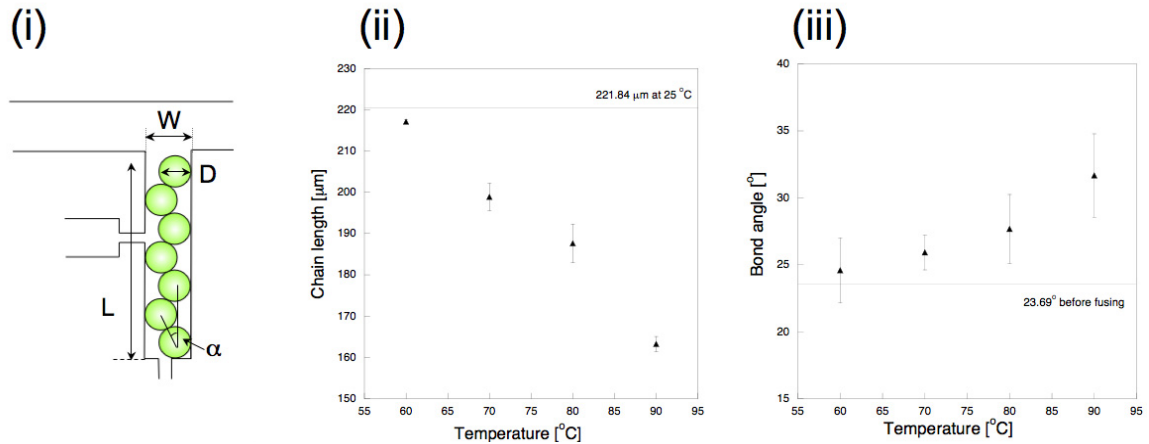 (i)
W
D
L
α
(ii)
230
220
210
200
190
180
170
160
150
Chain length [μm]
221.84 μm at 25 °C
55 60 65 70 75 80 85 90 95
Temperature [°C]
(iii)
40
35
30
25
20
15
Bond angle [°]
23.69° before fusing
55 60 65 70 75 80 85 90 95
Temperature [°C]